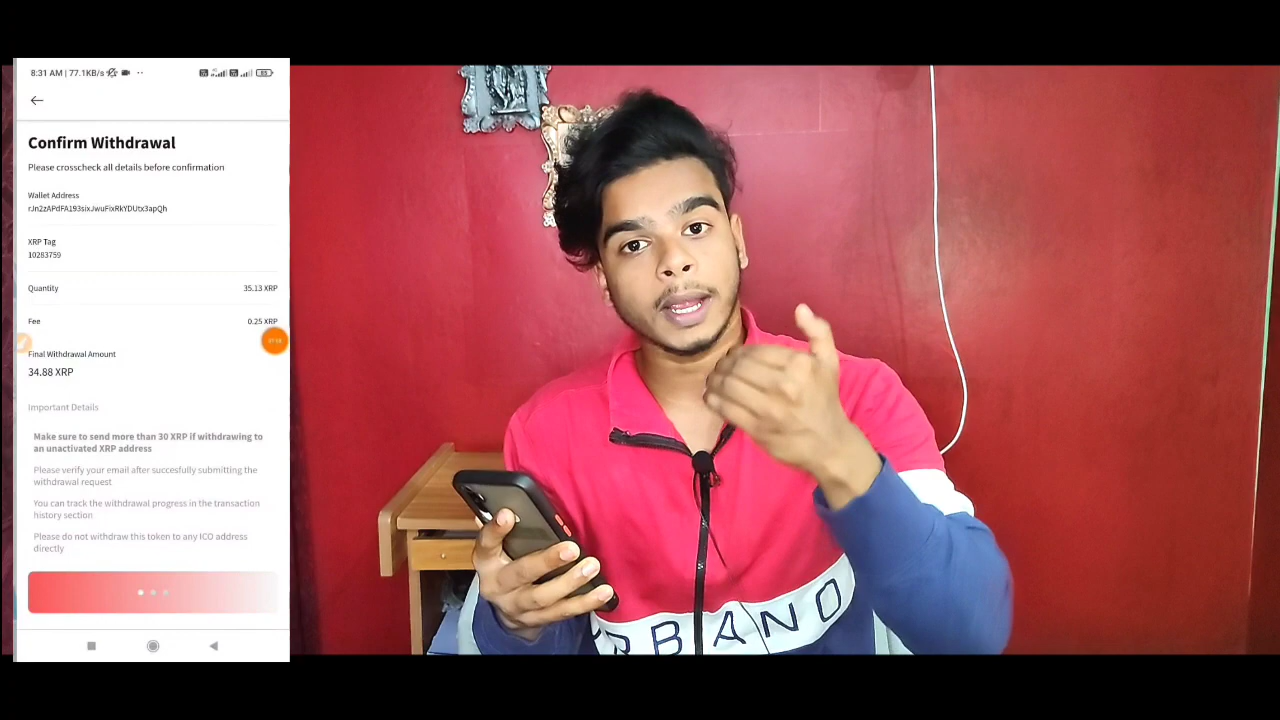 8:31 AM | 77.1KB/s
Confirm Withdrawal
Please crosscheck all details before confirmation
Wallet Address
rJn2zAPdFA193sixJwuFixRkYDUtx3apQh
XRP Tag
10283759
Quantity 35.13 XRP
Fee 0.25 XRP
Final Withdrawal Amount
34.88 XRP
Important Details
Make sure to send more than 30 XRP if withdrawing to
an unactivated XRP address
Please verify your email after succesfully submitting the
withdrawal request
You can track the withdrawal progress in the transaction
history section
Please do not withdraw this token to any ICO address
directly
RBANO